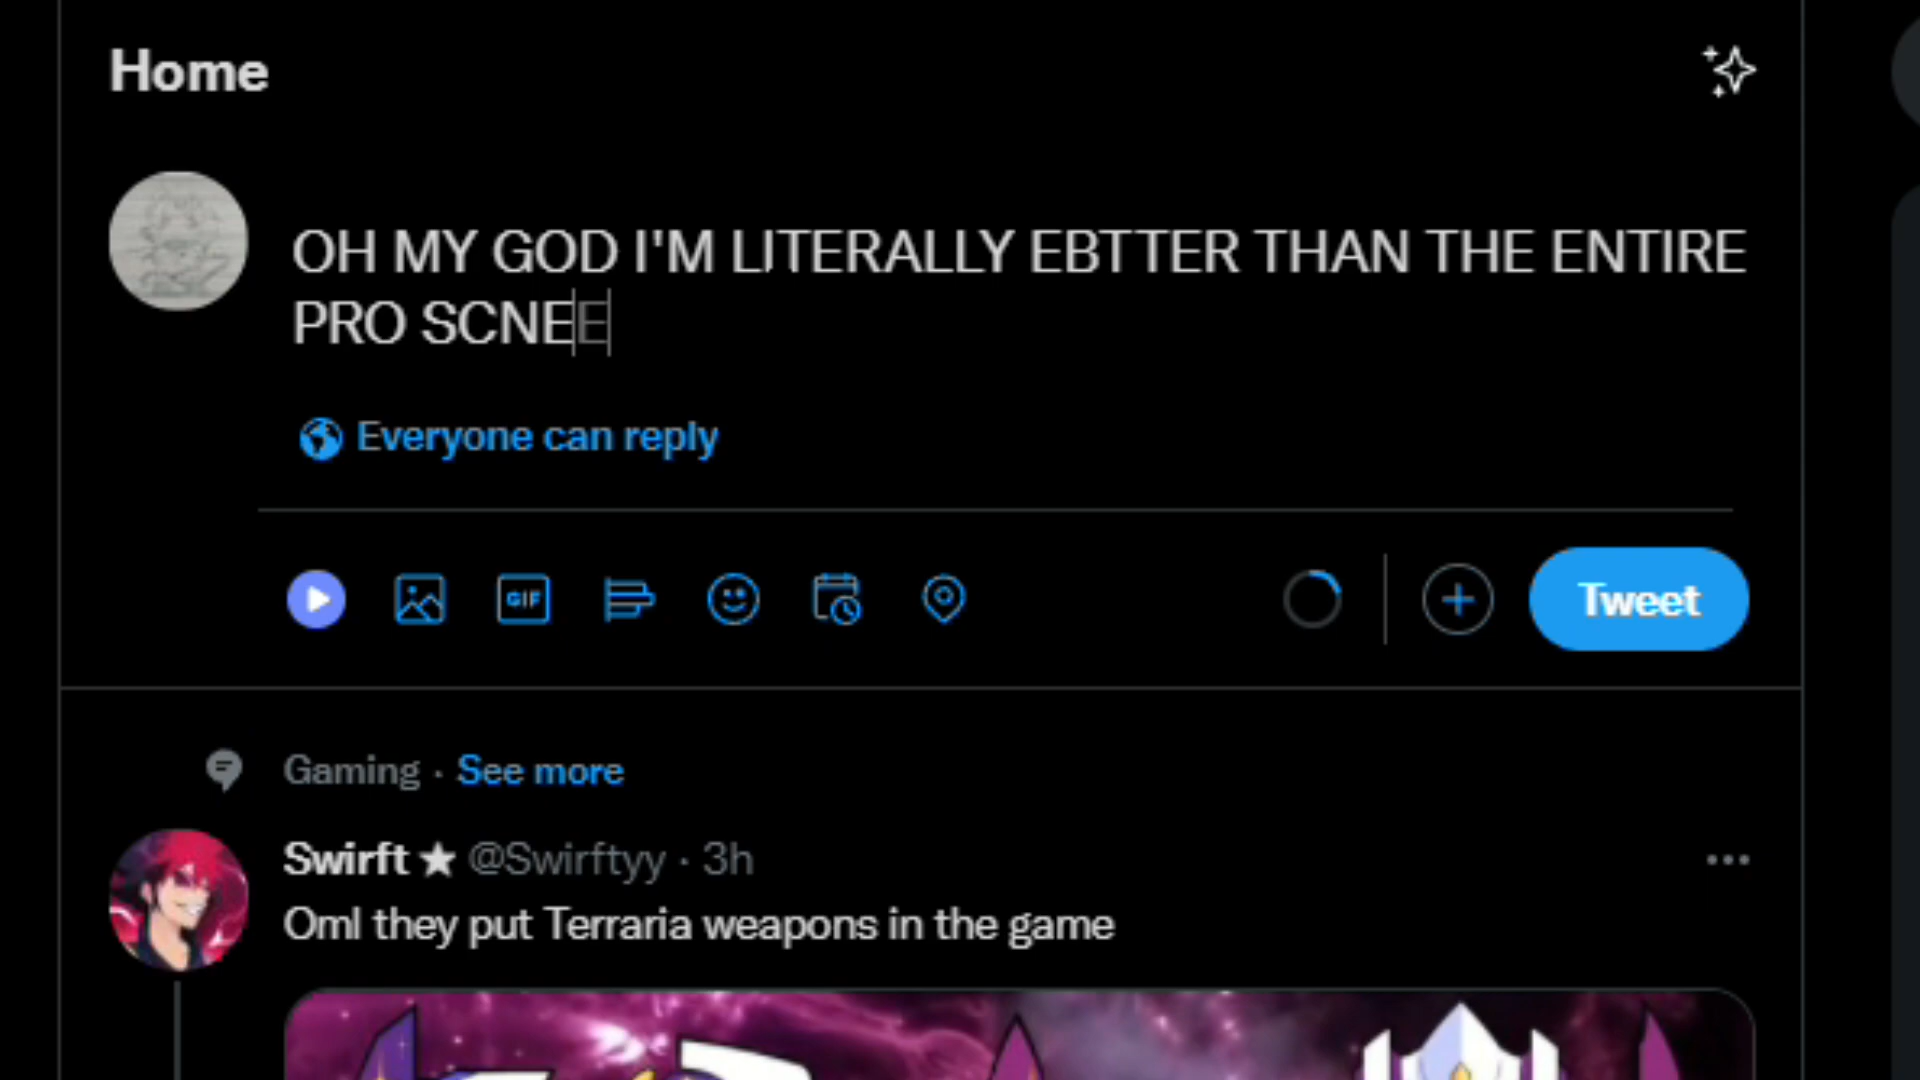 Home
OH MY GOD I'M LITERALLY EBTTER THAN THE ENTIRE
PRO SCNEE
Everyone can reply
GIF
Tweet
Gaming · See more
Swirft ★ @Swirftyy · 3h
Oml they put Terraria weapons in the game